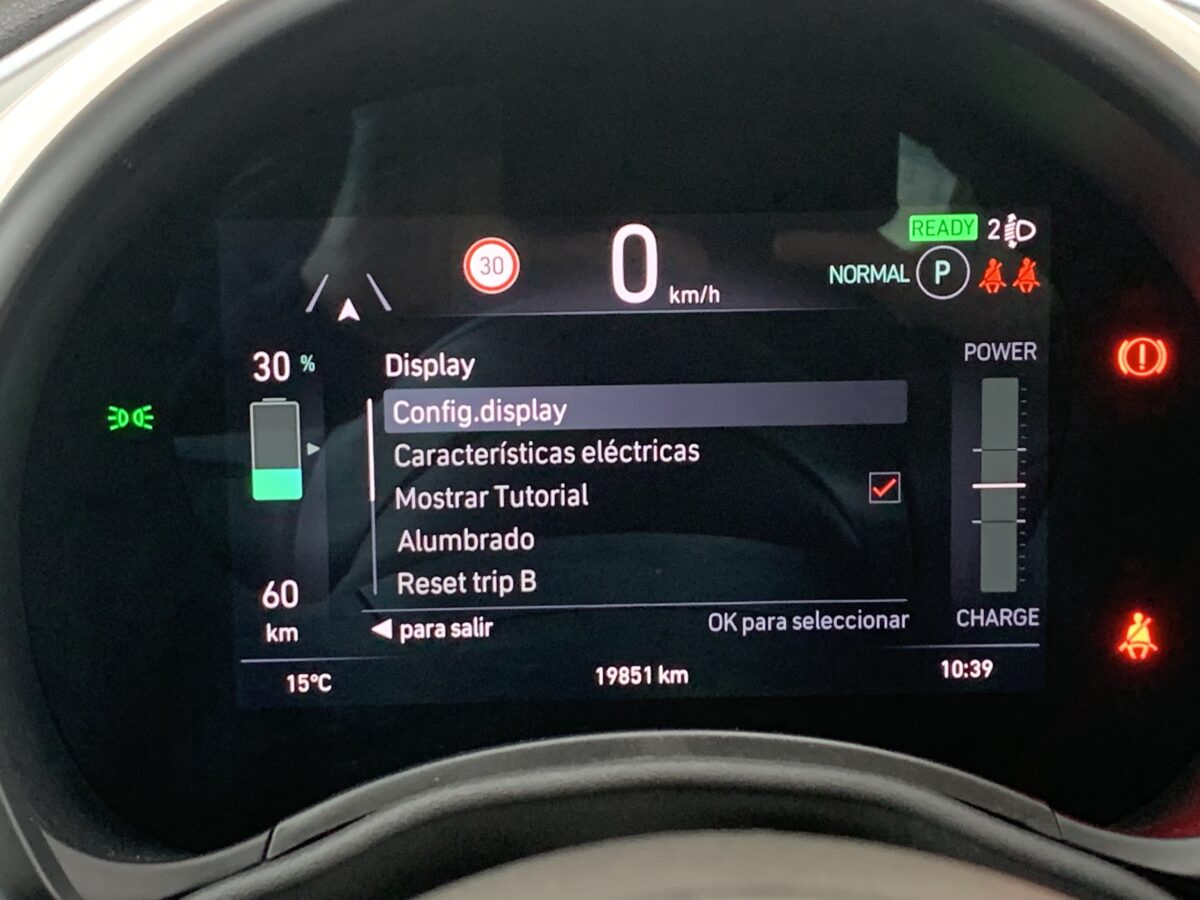 READY 2
30 0 km/h NORMAL P
30 % Display POWER
Config.display
Características eléctricas
Mostrar Tutorial
Alumbrado
60 Reset trip B
km para salir OK para seleccionar CHARGE
15°C 19851 km 10:39